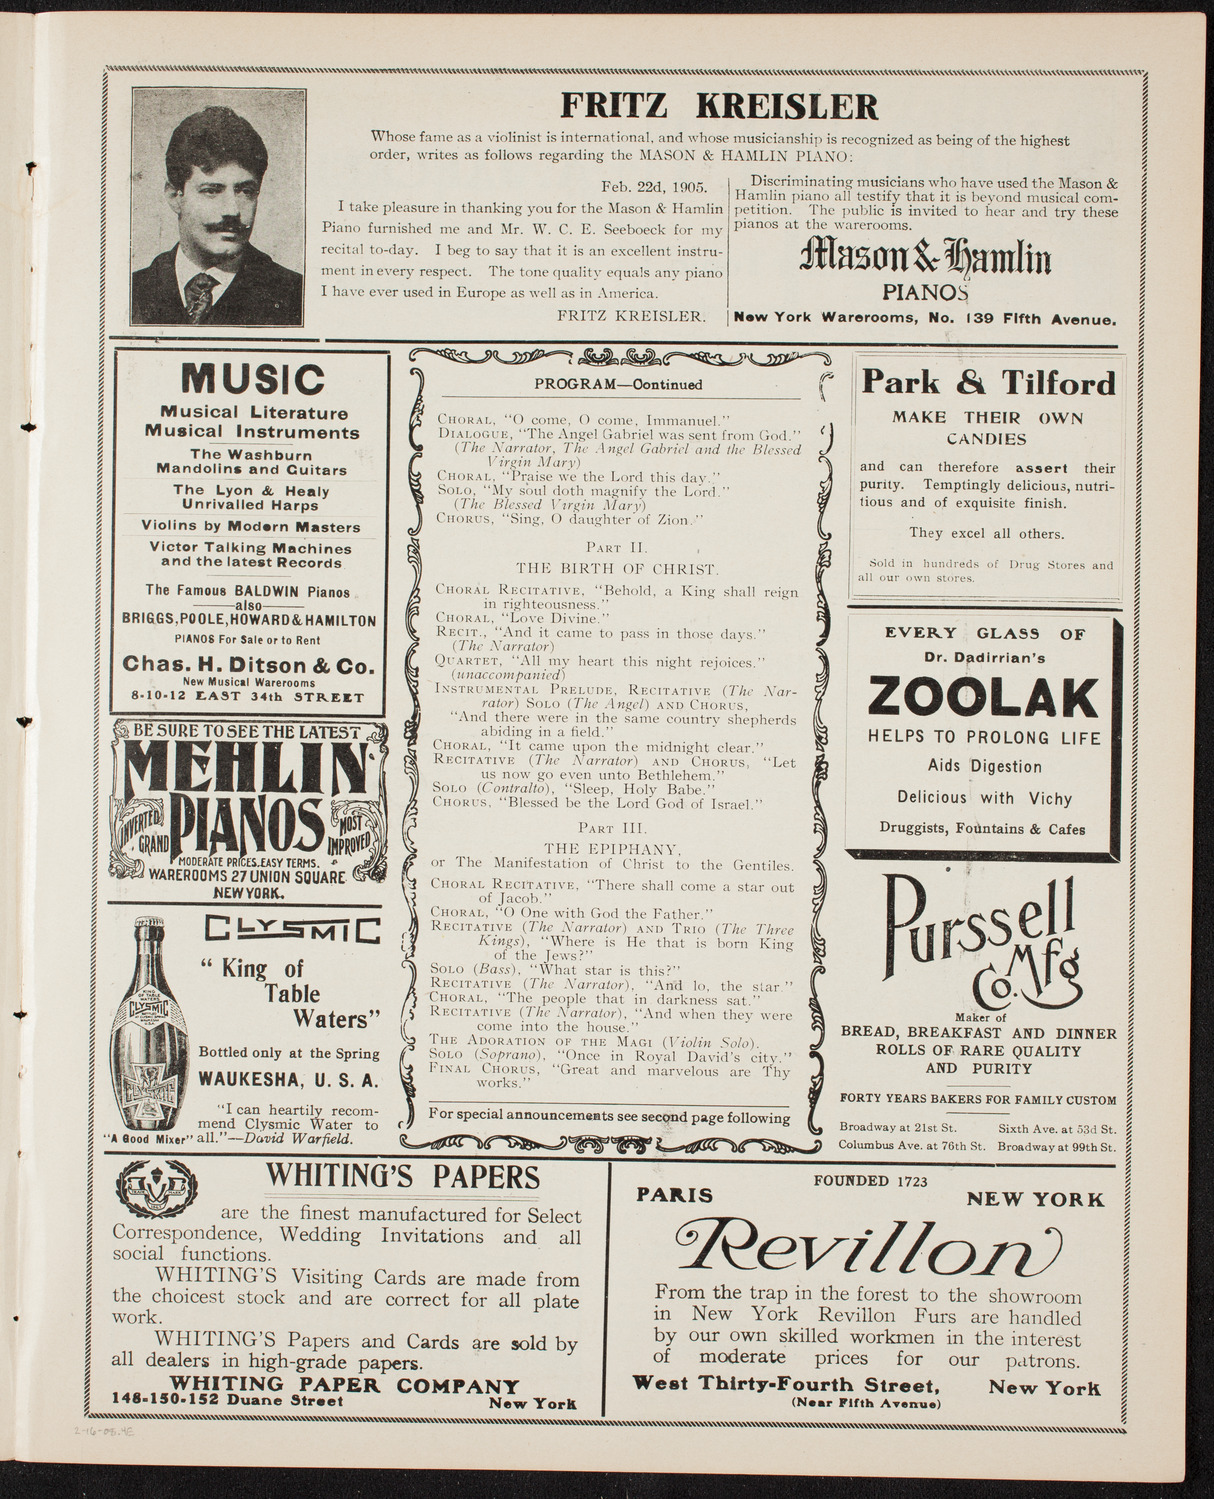 FRITZ KREISLER
Whose fame as a violinist is international, and whose musicianship is recognized as being of the highest
order, writes as follows regarding the MASON & HAMLIN PIANO:
Feb. 22d, 1905.
I take pleasure in thanking you for the Mason & Hamlin
Piano furnished me and Mr. W. C. E. Seeboeck for my
recital to-day. I beg to say that it is an excellent instru-
ment in every respect. The tone quality equals any piano
I have ever used in Europe as well as in America.
FRITZ KREISLER.
Discriminating musicians who have used the Mason &
Hamlin piano all testify that it is beyond musical com-
petition. The public is invited to hear and try these
pianos at the warerooms.
Mason & Hamlin
PIANOS
New York Warerooms, No. 139 Fifth Avenue.
MUSIC
Musical Literature
Musical Instruments
The Washburn
Mandolins and Guitars
The Lyon & Healy
Unrivalled Harps
Violins by Modern Masters
Victor Talking Machines
and the latest Records
The Famous BALDWIN Pianos
also
BRIGGS, POOLE, HOWARD & HAMILTON
PIANOS For Sale or to Rent
Chas. H. Ditson & Co.
New Musical Warerooms
8-10-12 EAST 34th STREET
BE SURE TO SEE THE LATEST
MEHLIN
PIANOS
INVERTED
GRAND
MOST
IMPROVED
MODERATE PRICES. EASY TERMS.
WAREROOMS 27 UNION SQUARE
NEW YORK.
CLYSMIC
"King of
Table
Waters"
Bottled only at the Spring
WAUKESHA, U. S. A.
"I can heartily recom-
mend Clysmic Water to
all."—David Warfield.
"A Good Mixer"
KING
OF TABLE
WATERS
CLYSMIC
CLYSMIC
PROGRAM—Continued
CHORAL, "O come, O come, Immanuel."
DIALOGUE, "The Angel Gabriel was sent from God."
(The Narrator, The Angel Gabriel and the Blessed
Virgin Mary)
CHORAL, "Praise we the Lord this day."
SOLO, "My soul doth magnify the Lord."
(The Blessed Virgin Mary)
CHORUS, "Sing, O daughter of Zion."
PART II.
THE BIRTH OF CHRIST.
CHORAL RECITATIVE, "Behold, a King shall reign
in righteousness."
CHORAL, "Love Divine."
RECIT., "And it came to pass in those days."
(The Narrator)
QUARTET, "All my heart this night rejoices."
(unaccompanied)
INSTRUMENTAL PRELUDE, RECITATIVE (The Nar-
rator) SOLO (The Angel) AND CHORUS,
"And there were in the same country shepherds
abiding in a field."
CHORAL, "It came upon the midnight clear."
RECITATIVE (The Narrator) AND CHORUS, "Let
us now go even unto Bethlehem."
SOLO (Contralto), "Sleep, Holy Babe."
CHORUS, "Blessed be the Lord God of Israel."
PART III.
THE EPIPHANY,
or The Manifestation of Christ to the Gentiles.
CHORAL RECITATIVE, "There shall come a star out
of Jacob."
CHORAL, "O One with God the Father."
RECITATIVE (The Narrator) AND TRIO (The Three
Kings), "Where is He that is born King
of the Jews?"
SOLO (Bass), "What star is this?"
RECITATIVE (The Narrator), "And lo, the star."
CHORAL, "The people that in darkness sat."
RECITATIVE (The Narrator), "And when they were
come into the house."
THE ADORATION OF THE MAGI (Violin Solo).
SOLO (Soprano), "Once in Royal David's city."
FINAL CHORUS, "Great and marvelous are Thy
works."
For special announcements see second page following
Park & Tilford
MAKE THEIR OWN
CANDIES
and can therefore assert their
purity. Temptingly delicious, nutri-
tious and of exquisite finish.
They excel all others.
Sold in hundreds of Drug Stores and
all our own stores.
EVERY GLASS OF
Dr. Dadirrian's
ZOOLAK
HELPS TO PROLONG LIFE
Aids Digestion
Delicious with Vichy
Druggists, Fountains & Cafes
Purssell
Mfg
Co.
Maker of
BREAD, BREAKFAST AND DINNER
ROLLS OF RARE QUALITY
AND PURITY
FORTY YEARS BAKERS FOR FAMILY CUSTOM
Broadway at 21st St. Sixth Ave. at 53d St.
Columbus Ave. at 76th St. Broadway at 99th St.
WHITING'S PAPERS
are the finest manufactured for Select
Correspondence, Wedding Invitations and all
social functions.
WHITING'S Visiting Cards are made from
the choicest stock and are correct for all plate
work.
WHITING'S Papers and Cards are sold by
all dealers in high-grade papers.
WHITING PAPER COMPANY
148-150-152 Duane Street New York
FOUNDED 1723
PARIS NEW YORK
Revillon
From the trap in the forest to the showroom
in New York Revillon Furs are handled
by our own skilled workmen in the interest
of moderate prices for our patrons.
West Thirty-Fourth Street, New York
(Near Fifth Avenue)
2-16-08.4E